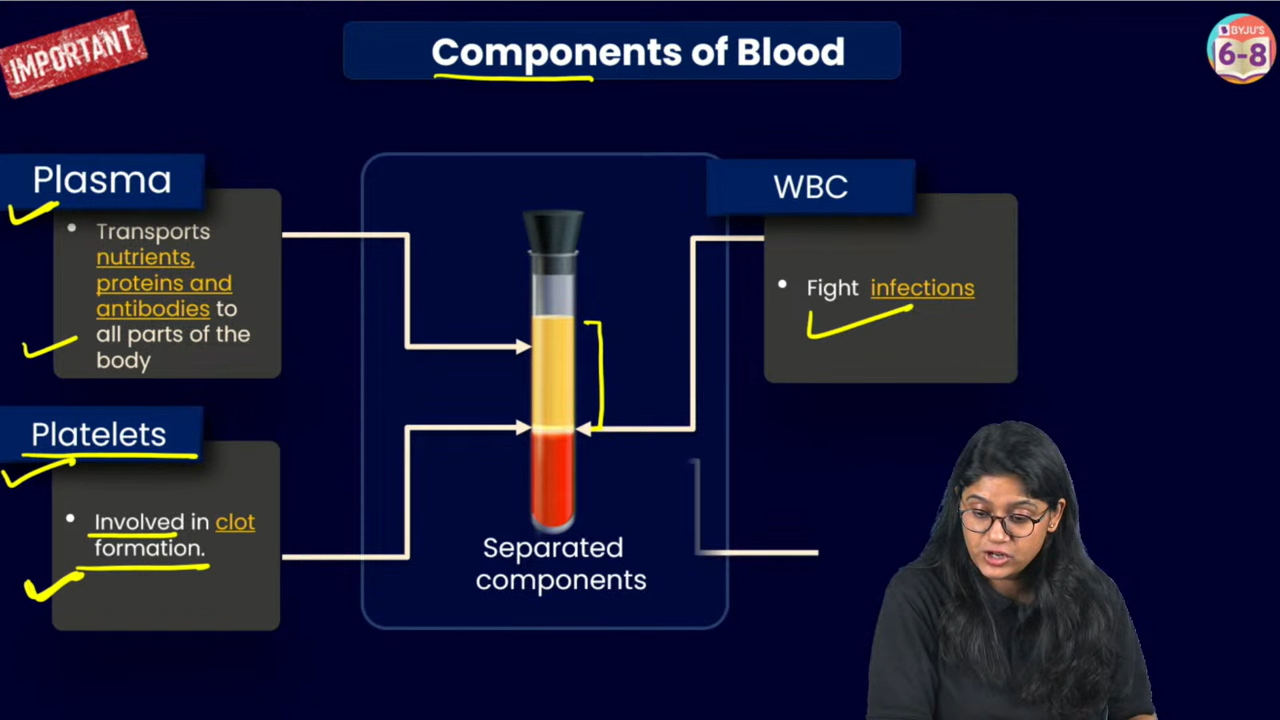 IMPORTANT
Components of Blood
BYJU'S
6-8
Plasma
• Transports
nutrients,
proteins and
antibodies to
all parts of the
body
WBC
• Fight infections
Platelets
• Involved in clot
formation.
Separated
components